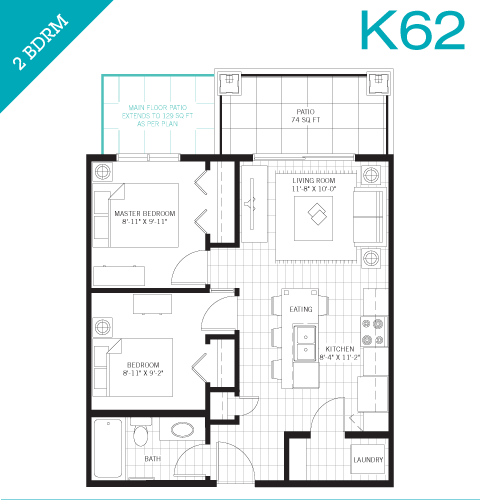 2 BDRM
K62
MAIN FLOOR PATIO
EXTENDS TO 129 SQ FT
AS PER PLAN
PATIO
74 SQ FT
LIVING ROOM
11'-8" X 10'-0"
MASTER BEDROOM
8'-11" X 9'-11"
EATING
KITCHEN
8'-4" X 11'-2"
BEDROOM
8'-11" X 9'-2"
BATH
LAUNDRY